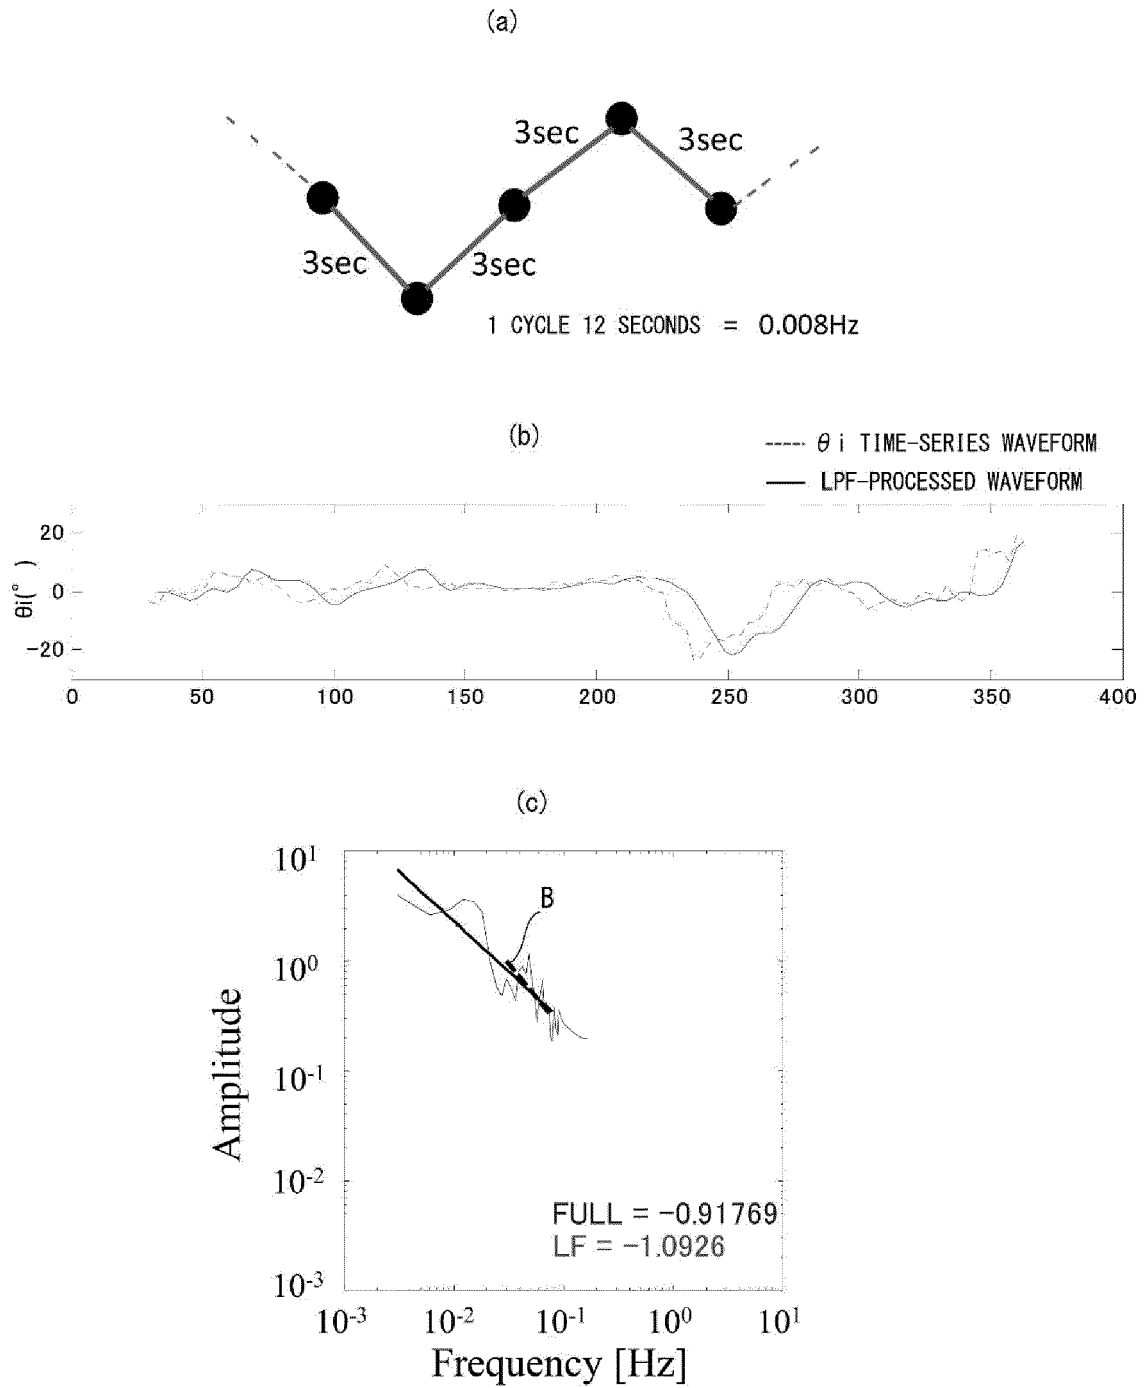 (a)
3sec 3sec
3sec 3sec
1 CYCLE 12 SECONDS = 0.008Hz
(b)
θi TIME-SERIES WAVEFORM
LPF-PROCESSED WAVEFORM
20
0
-20
θi(°)
0 50 100 150 200 250 300 350 400
(c)
10¹
10⁰
10⁻¹
10⁻²
10⁻³
Amplitude
B
FULL = -0.91769
LF = -1.0926
10⁻³ 10⁻² 10⁻¹ 10⁰ 10¹
Frequency [Hz]